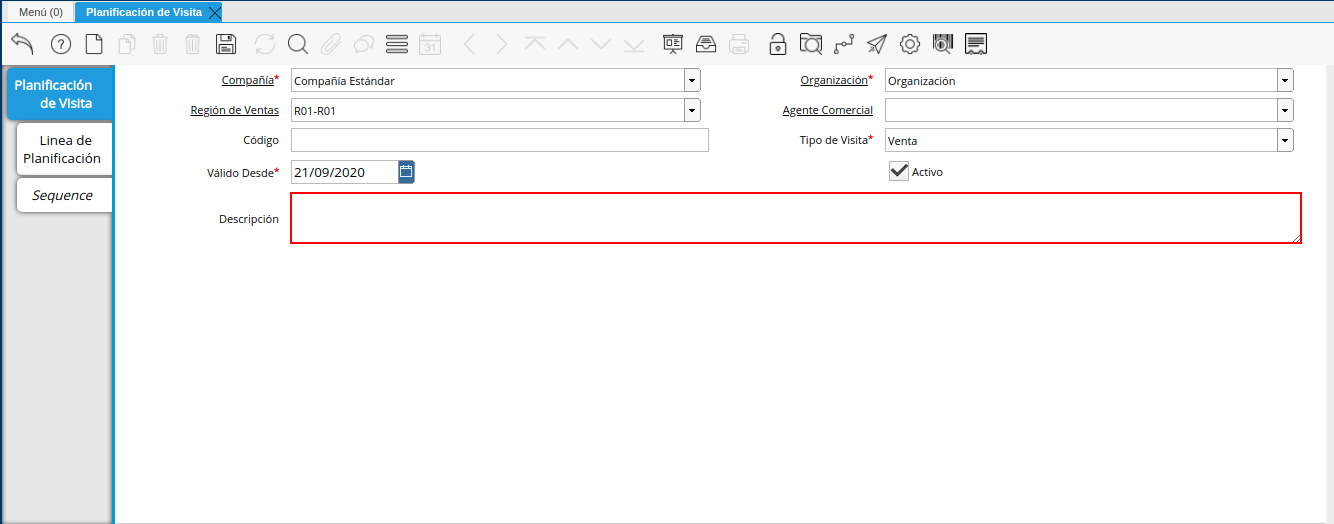 Menú (0)
Planificación de Visita
31
Planificación
de Visita
Linea de
Planificación
Sequence
Compañía*
Compañía Estándar
Organización*
Organización
Región de Ventas
R01-R01
Agente Comercial
Código
Tipo de Visita*
Venta
Válido Desde*
21/09/2020
Activo
Descripción